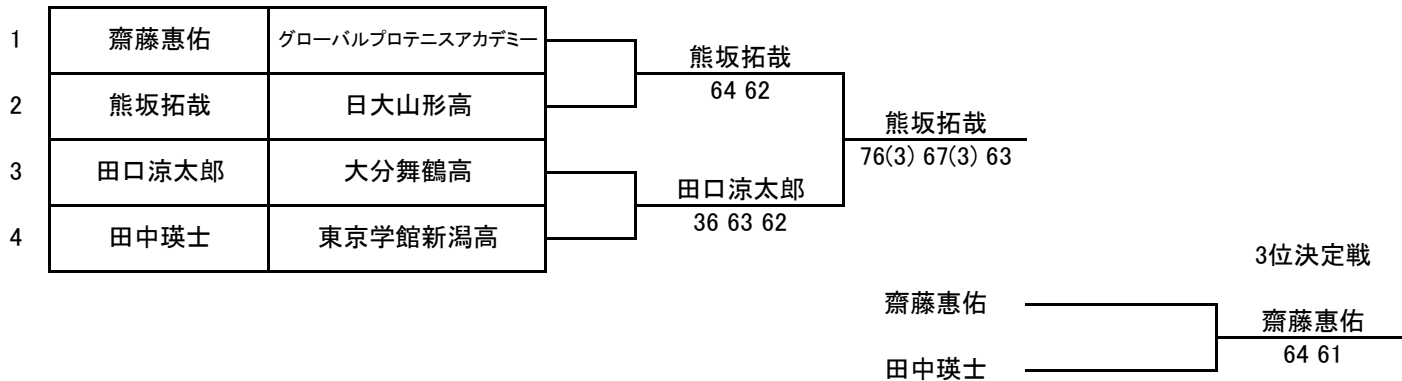 1 齋藤惠佑 グローバルプロテニスアカデミー
熊坂拓哉
64 62
2 熊坂拓哉 日大山形高
熊坂拓哉
76(3) 67(3) 63
3 田口涼太郎 大分舞鶴高
田口涼太郎
36 63 62
4 田中瑛士 東京学館新潟高
3位決定戦
齋藤惠佑
齋藤惠佑
64 61
田中瑛士